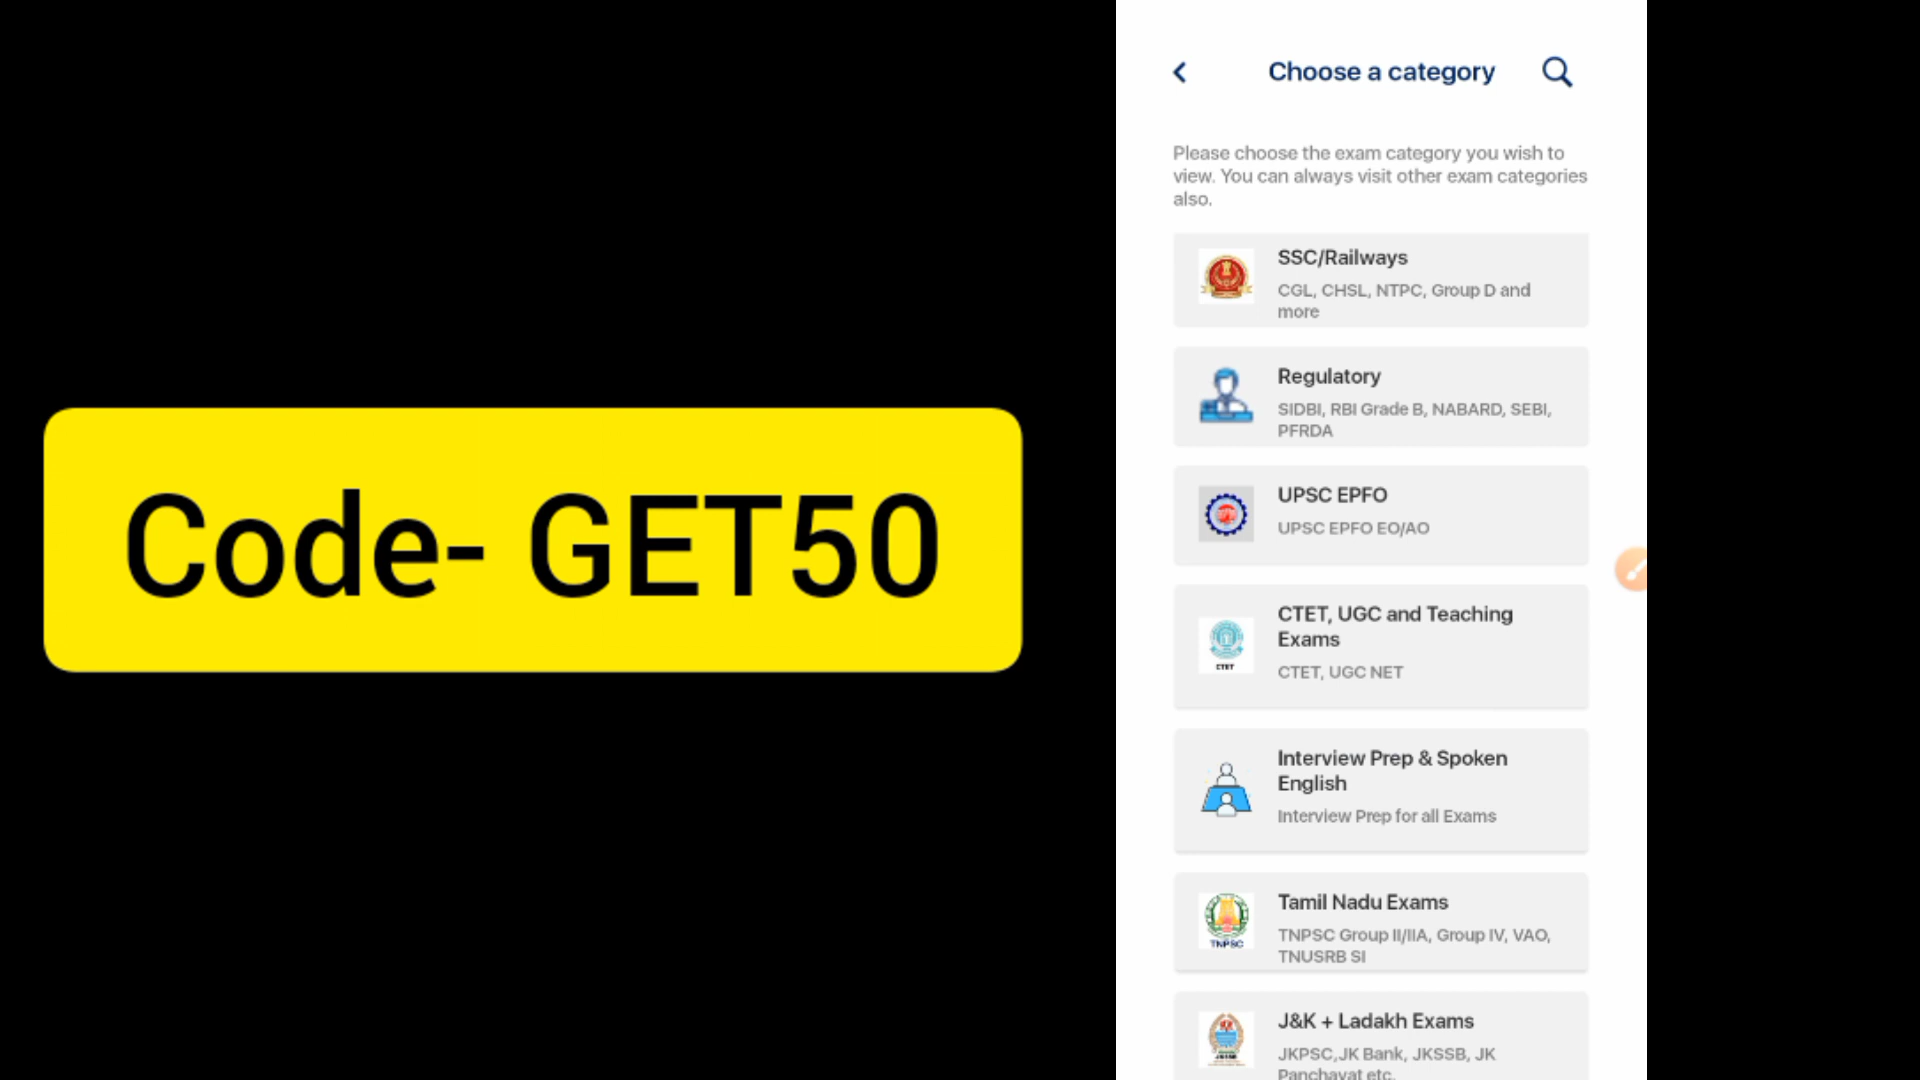 Code- GET50
Choose a category
Please choose the exam category you wish to
view. You can always visit other exam categories
also.
SSC/Railways
CGL, CHSL, NTPC, Group D and
more
Regulatory
SIDBI, RBI Grade B, NABARD, SEBI,
PFRDA
UPSC EPFO
UPSC EPFO EO/AO
CTET, UGC and Teaching
Exams
CTET, UGC NET
CTET
Interview Prep & Spoken
English
Interview Prep for all Exams
Tamil Nadu Exams
TNPSC Group II/IIA, Group IV, VAO,
TNUSRB SI
TNPSC
J&K + Ladakh Exams
JKPSC,JK Bank, JKSSB, JK
Panchayat etc.
JKSSB